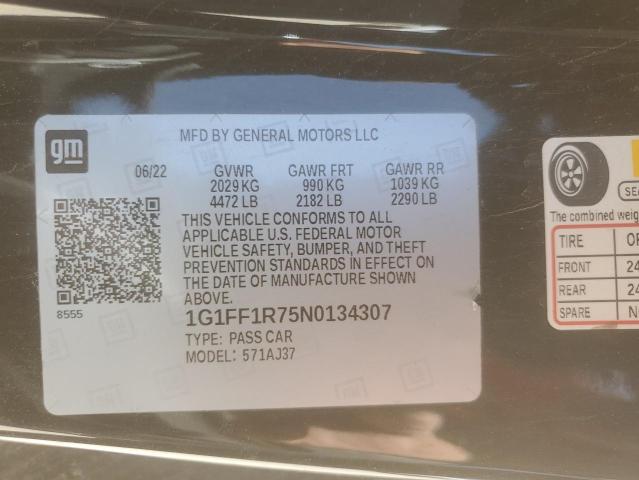 gm
MFD BY GENERAL MOTORS LLC
06/22 GVWR GAWR FRT GAWR RR
2029 KG 990 KG 1039 KG
4472 LB 2182 LB 2290 LB
THIS VEHICLE CONFORMS TO ALL
APPLICABLE U.S. FEDERAL MOTOR
VEHICLE SAFETY, BUMPER, AND THEFT
PREVENTION STANDARDS IN EFFECT ON
THE DATE OF MANUFACTURE SHOWN
ABOVE.
8555
1G1FF1R75N0134307
TYPE: PASS CAR
MODEL: 571AJ37
The combined
TIRE
FRONT 24
REAR 24
SPARE